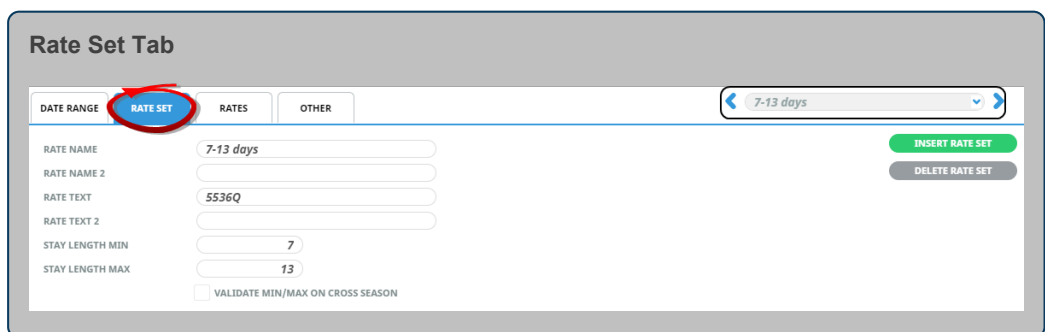 Rate Set Tab
DATE RANGE RATE SET RATES OTHER 7-13 days
RATE NAME 7-13 days INSERT RATE SET
RATE NAME 2 DELETE RATE SET
RATE TEXT 5536Q
RATE TEXT 2
STAY LENGTH MIN 7
STAY LENGTH MAX 13
VALIDATE MIN/MAX ON CROSS SEASON